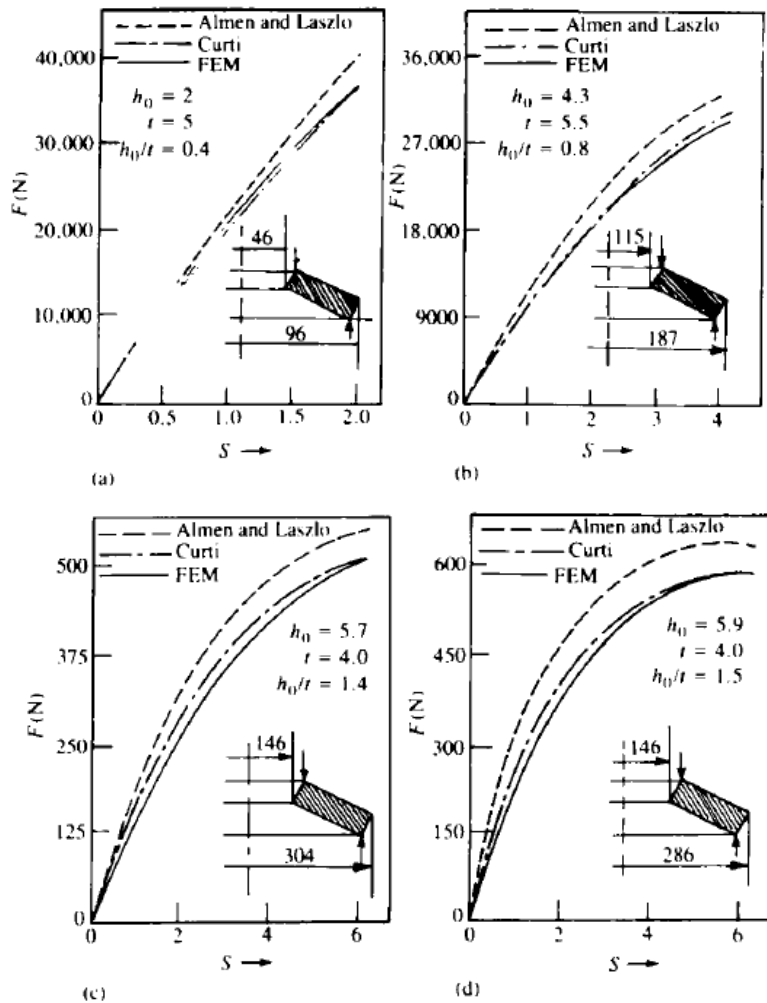 Almen and Laszlo
Curti
FEM
h₀ = 2
t = 5
h₀/t = 0.4
F(N)
40,000
30,000
20,000
10,000
0
46
96
0
0.5
1.0
1.5
2.0
S →
(a)
Almen and Laszlo
Curti
FEM
h₀ = 4.3
t = 5.5
h₀/t = 0.8
F(N)
36,000
27,000
18,000
9000
0
115
187
0
1
2
3
4
S →
(b)
Almen and Laszlo
Curti
FEM
h₀ = 5.7
t = 4.0
h₀/t = 1.4
F(N)
500
375
250
125
0
146
304
0
2
4
6
S →
(c)
Almen and Laszlo
Curti
FEM
h₀ = 5.9
t = 4.0
h₀/t = 1.5
F(N)
600
450
300
150
0
146
286
0
2
4
6
S →
(d)